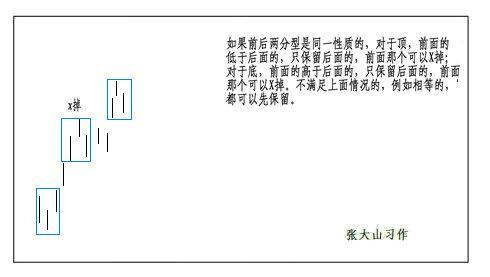 如果前后两分型是同一性质的，对于顶，前面的
低于后面的，只保留后面的，前面那个可以X掉；
对于底，前面的高于后面的，只保留后面的，前面
那个可以X掉。不满足上面情况的，例如相等的，
都可以先保留。
x掉
张大山习作